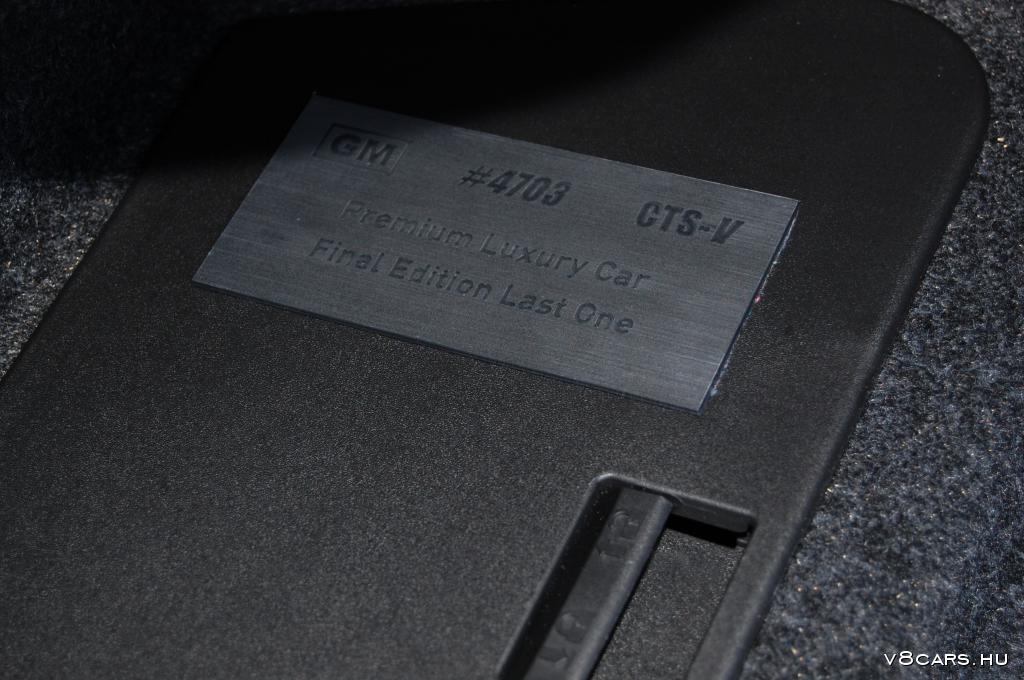 GM #4703 CTS-V
Premium Luxury Car
Final Edition Last One
V8CARS.HU